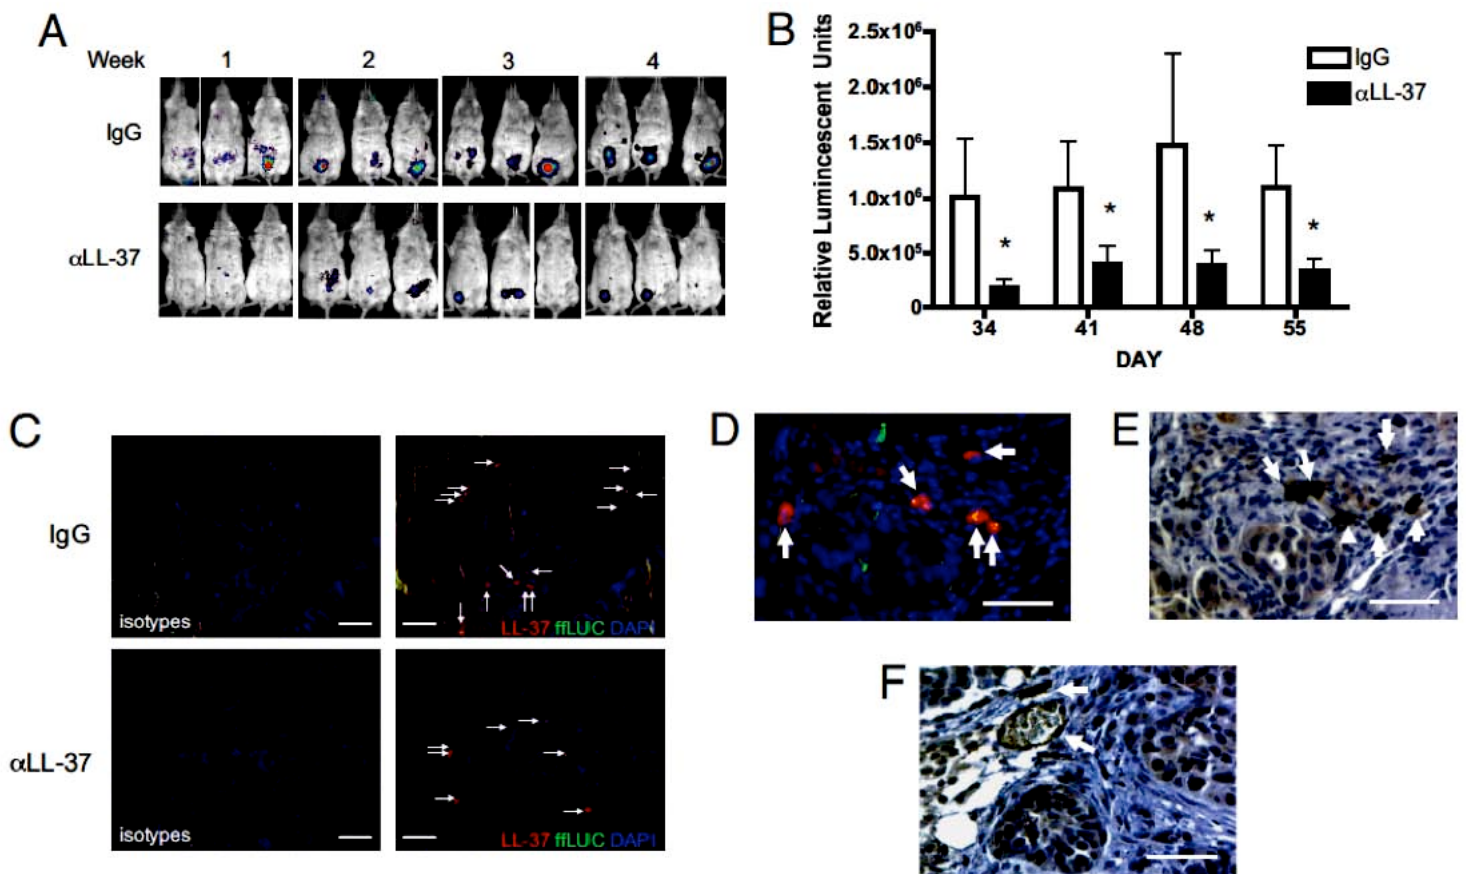 A
Week 1 2 3 4
IgG
αLL-37
B
Relative Luminescent Units
2.5x10⁶
2.0x10⁶
1.5x10⁶
1.0x10⁶
5.0x10⁵
0
* * * *
34 41 48 55
DAY
IgG
αLL-37
C
IgG
isotypes
LL-37 ffLUC DAPI
αLL-37
isotypes
LL-37 ffLUC DAPI
D
E
F